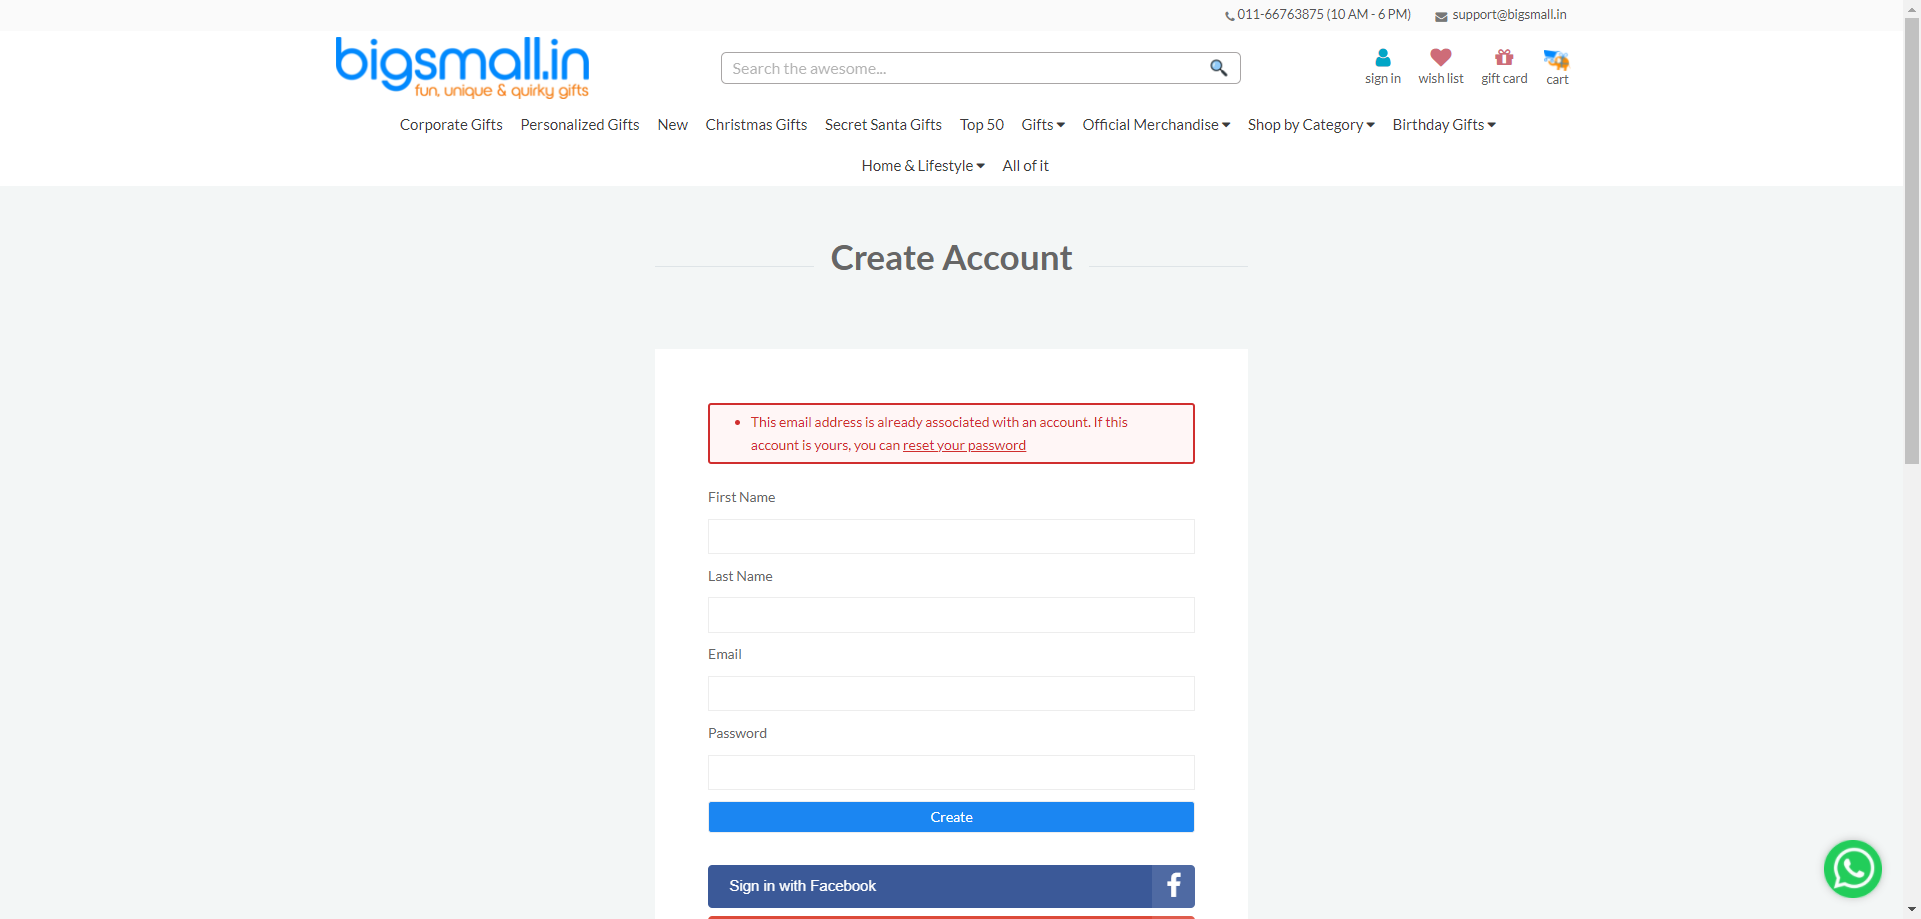 011-66763875 (10 AM - 6 PM) support@bigsmall.in
bigsmall.in
fun, unique & quirky gifts
Search the awesome...
sign in wish list gift card cart
Corporate Gifts Personalized Gifts New Christmas Gifts Secret Santa Gifts Top 50 Gifts Official Merchandise Shop by Category Birthday Gifts
Home & Lifestyle All of it
Create Account
This email address is already associated with an account. If this
account is yours, you can reset your password
First Name
Last Name
Email
Password
Create
Sign in with Facebook